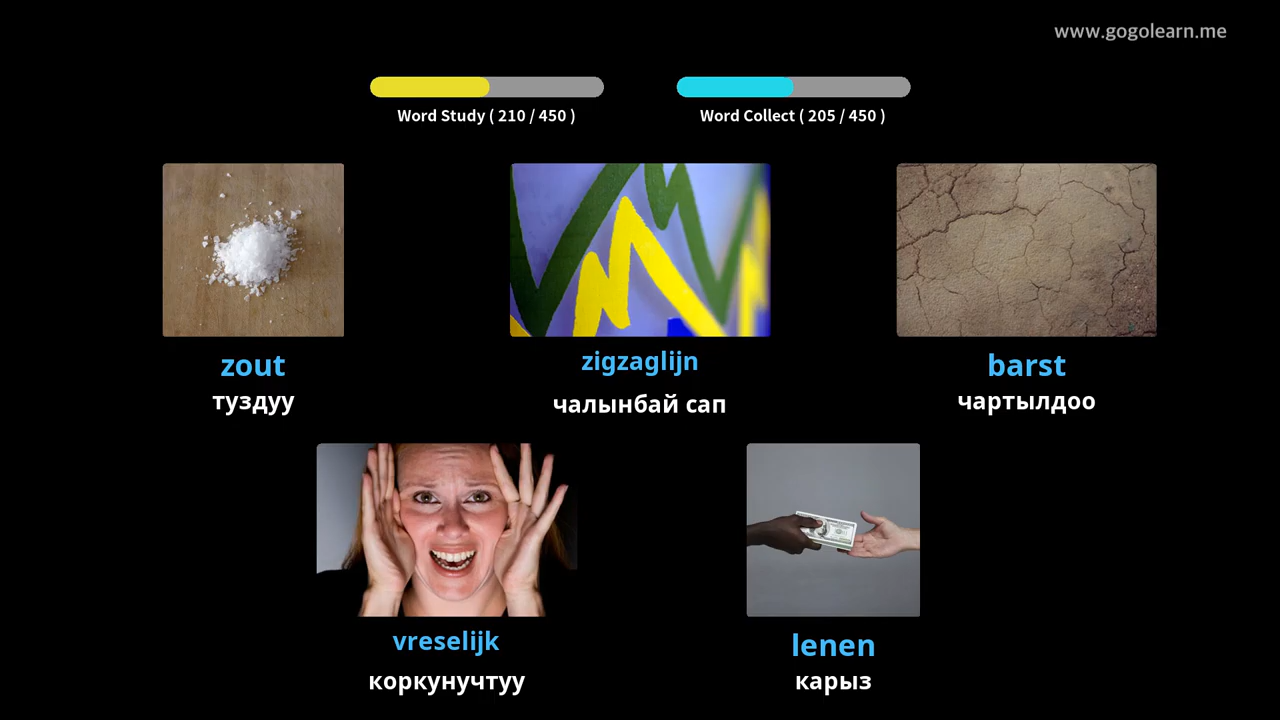 www.gogolearn.me
Word Study ( 210 / 450 )
Word Collect ( 205 / 450 )
zout
туздуу
zigzaglijn
чалынбай сап
barst
чартылдоо
vreselijk
коркунучтуу
lenen
карыз